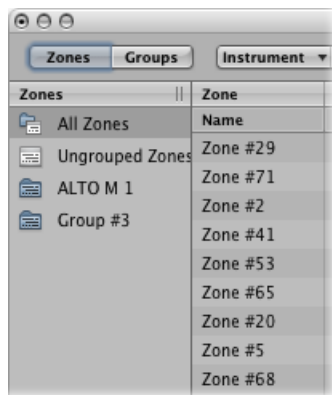 Zones Groups Instrument
Zones Zone
All Zones Name
Ungrouped Zones Zone #29
ALTO M 1 Zone #71
Group #3 Zone #2
Zone #41
Zone #53
Zone #65
Zone #20
Zone #5
Zone #68